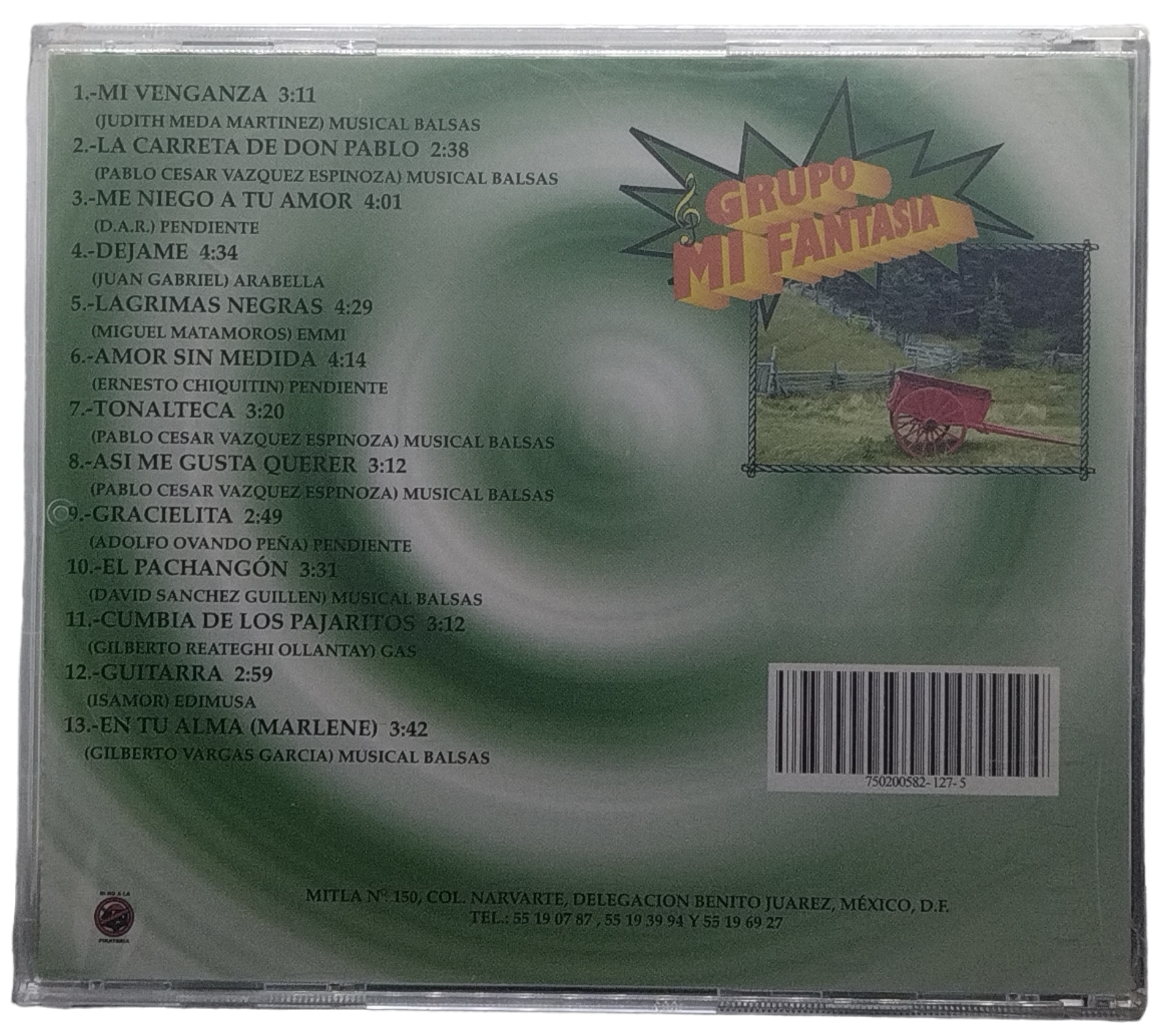 1.-MI VENGANZA 3:11
(JUDITH MEDA MARTINEZ) MUSICAL BALSAS
2.-LA CARRETA DE DON PABLO 2:38
(PABLO CESAR VAZQUEZ ESPINOZA) MUSICAL BALSAS
3.-ME NIEGO A TU AMOR 4:01
(D.A.R.) PENDIENTE
4.-DEJAME 4:34
(JUAN GABRIEL) ARABELLA
5.-LAGRIMAS NEGRAS 4:29
(MIGUEL MATAMOROS) EMMI
6.-AMOR SIN MEDIDA 4:14
(ERNESTO CHIQUITIN) PENDIENTE
7.-TONALTECA 3:20
(PABLO CESAR VAZQUEZ ESPINOZA) MUSICAL BALSAS
8.-ASI ME GUSTA QUERER 3:12
(PABLO CESAR VAZQUEZ ESPINOZA) MUSICAL BALSAS
9.-GRACIELITA 2:49
(ADOLFO OVANDO PEÑA) PENDIENTE
10.-EL PACHANGÓN 3:31
(DAVID SANCHEZ GUILLEN) MUSICAL BALSAS
11.-CUMBIA DE LOS PAJARITOS 3:12
(GILBERTO REATEGHI OLLANTAY) GAS
12.-GUITARRA 2:59
(ISAMOR) EDIMUSA
13.-EN TU ALMA (MARLENE) 3:42
(GILBERTO VARGAS GARCIA) MUSICAL BALSAS
GRUPO
MI FANTASIA
750200582-127-5
MITLA Nº. 150, COL. NARVARTE, DELEGACION BENITO JUAREZ, MÉXICO, D.F.
TEL.: 55 19 07 87 , 55 19 39 94 Y 55 19 69 27
DI NO A LA
PIRATERIA